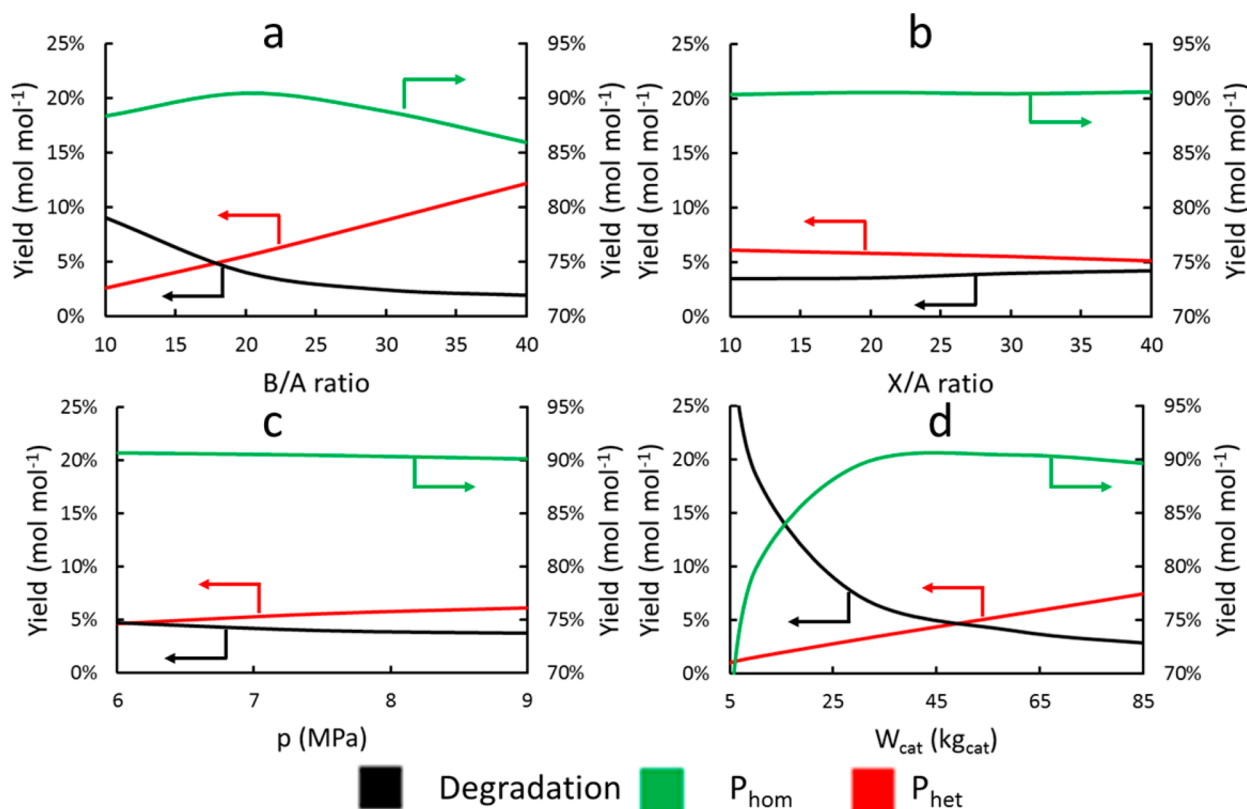 a
Yield (mol mol⁻¹)
25%
20%
15%
10%
5%
0%
95%
90%
85%
80%
75%
70%
Yield (mol mol⁻¹)
10 15 20 25 30 35 40
B/A ratio
b
Yield (mol mol⁻¹)
25%
20%
15%
10%
5%
0%
95%
90%
85%
80%
75%
70%
Yield (mol mol⁻¹)
10 15 20 25 30 35 40
X/A ratio
c
Yield (mol mol⁻¹)
25%
20%
15%
10%
5%
0%
95%
90%
85%
80%
75%
70%
Yield (mol mol⁻¹)
6 7 8 9
p (MPa)
d
Yield (mol mol⁻¹)
25%
20%
15%
10%
5%
0%
95%
90%
85%
80%
75%
70%
Yield (mol mol⁻¹)
5 25 45 65 85
W_cat (kg_cat)
Degradation P_hom P_het